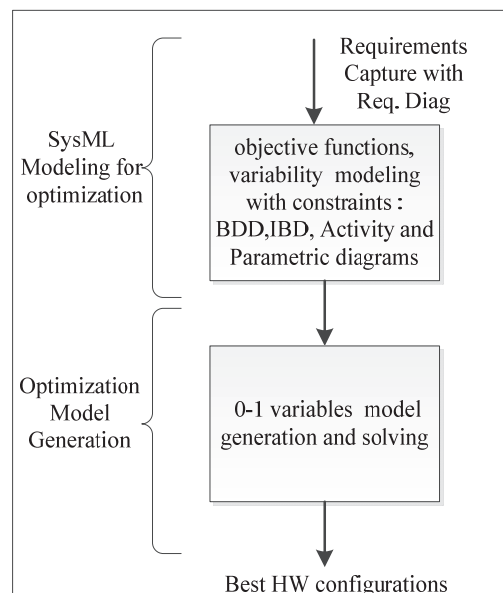 Requirements
Capture with
Req. Diag
SysML
Modeling for
optimization
objective functions,
variability modeling
with constraints :
BDD,IBD, Activity and
Parametric diagrams
Optimization
Model
Generation
0-1 variables model
generation and solving
Best HW configurations